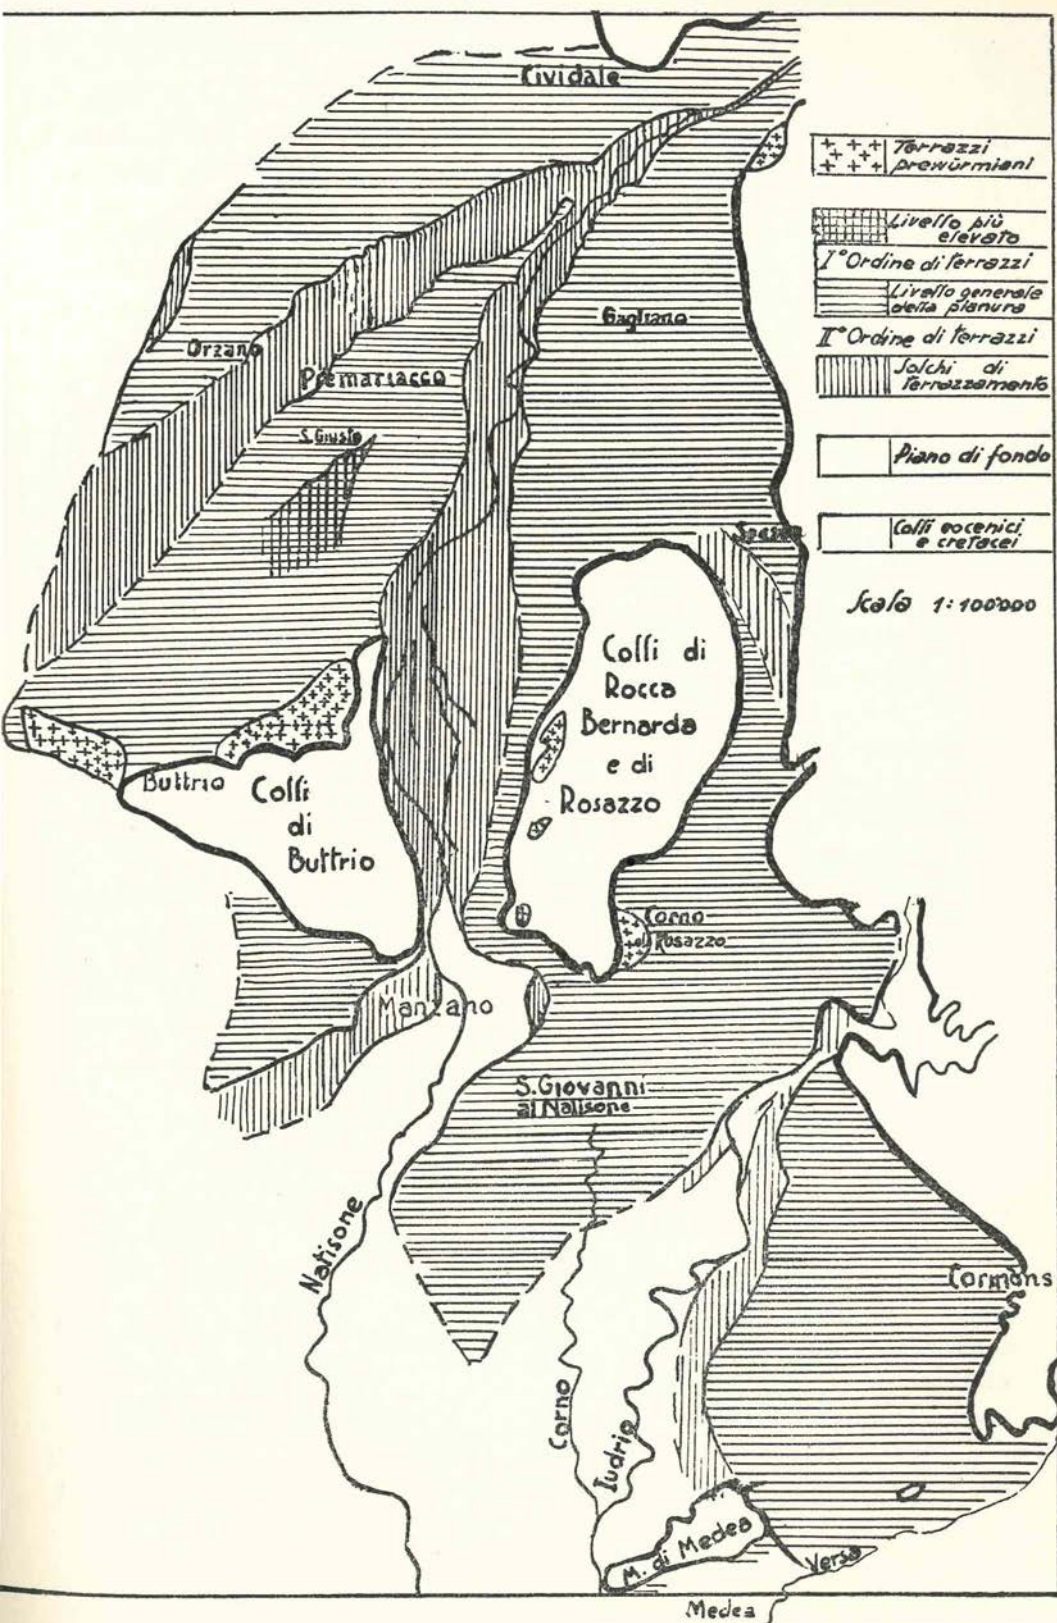 Cividale
Terrazzi
prewürmiani
Livello più
elevato
I° Ordine di terrazzi
Livello generale
della pianura
II° Ordine di terrazzi
Solchi di
terrazzamento
Piano di fondo
Colli eocenici
e cretacei
Scala 1:100'000
Gagliano
Orzano
Premariacco
S. Giusto
Spessa
Colli di
Rocca
Bernarda
e di
Rosazzo
Buttrio
Colli
di
Buttrio
Corno
di Rosazzo
Manzano
S. Giovanni
al Natisone
Natisone
Cormons
Corno
Iudrio
M. di Medea
Versa
Medea